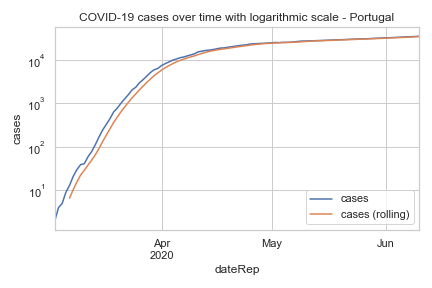 COVID-19 cases over time with logarithmic scale - Portugal
10⁴
10³
10²
10¹
cases
cases
cases (rolling)
Apr
2020
May
Jun
dateRep